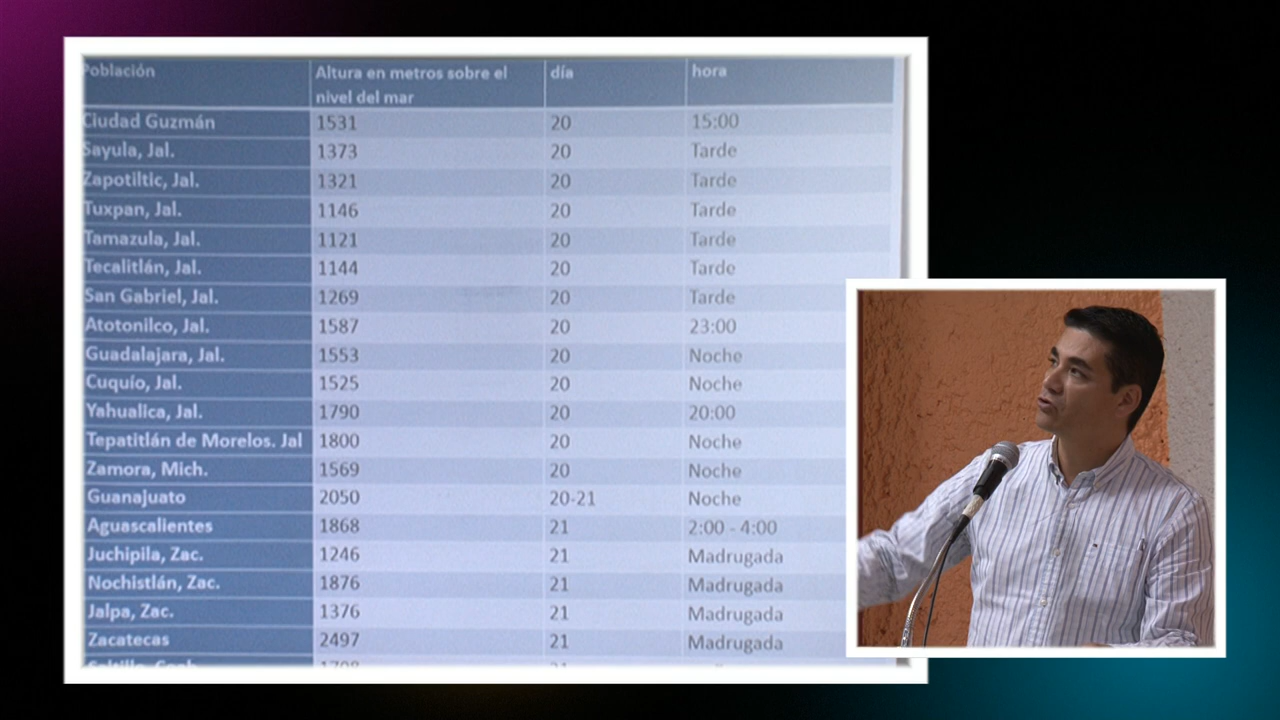 Población Altura en metros sobre el nivel del mar día hora
Ciudad Guzmán 1531 20 15:00
Sayula, Jal. 1373 20 Tarde
Zapotiltic, Jal. 1321 20 Tarde
Tuxpan, Jal. 1146 20 Tarde
Tamazula, Jal. 1121 20 Tarde
Tecalitlán, Jal. 1144 20 Tarde
San Gabriel, Jal. 1269 20 Tarde
Atotonilco, Jal. 1587 20 23:00
Guadalajara, Jal. 1553 20 Noche
Cuquío, Jal. 1525 20 Noche
Yahualica, Jal. 1790 20 20:00
Tepatitlán de Morelos. Jal 1800 20 Noche
Zamora, Mich. 1569 20 Noche
Guanajuato 2050 20-21 Noche
Aguascalientes 1868 21 2:00 - 4:00
Juchipila, Zac. 1246 21 Madrugada
Nochistlán, Zac. 1876 21 Madrugada
Jalpa, Zac. 1376 21 Madrugada
Zacatecas 2497 21 Madrugada